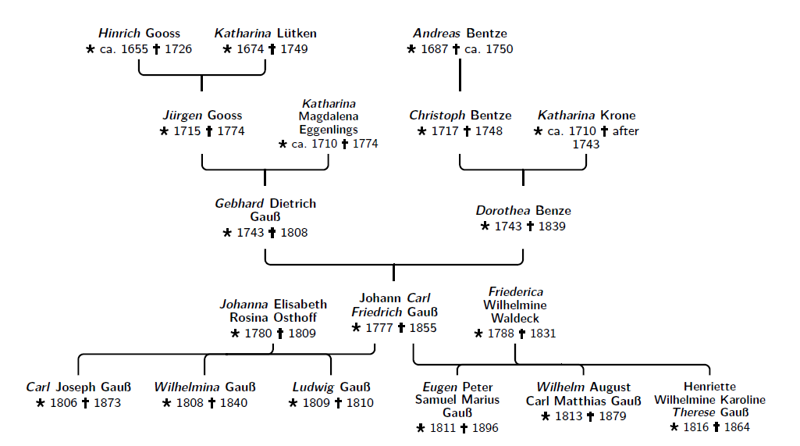 Hinrich Gooss
★ ca. 1655 ✝ 1726
Katharina Lütken
★ 1674 ✝ 1749
Andreas Bentze
★ 1687 ✝ ca. 1750
Jürgen Gooss
★ 1715 ✝ 1774
Katharina
Magdalena
Eggenlings
★ ca. 1710 ✝ 1774
Christoph Bentze
★ 1717 ✝ 1748
Katharina Krone
★ ca. 1710 ✝ after
1743
Gebhard Dietrich
Gauß
★ 1743 ✝ 1808
Dorothea Benze
★ 1743 ✝ 1839
Johanna Elisabeth
Rosina Osthoff
★ 1780 ✝ 1809
Johann Carl
Friedrich Gauß
★ 1777 ✝ 1855
Friederica
Wilhelmine
Waldeck
★ 1788 ✝ 1831
Carl Joseph Gauß
★ 1806 ✝ 1873
Wilhelmina Gauß
★ 1808 ✝ 1840
Ludwig Gauß
★ 1809 ✝ 1810
Eugen Peter
Samuel Marius
Gauß
★ 1811 ✝ 1896
Wilhelm August
Carl Matthias Gauß
★ 1813 ✝ 1879
Henriette
Wilhelmine Karoline
Therese Gauß
★ 1816 ✝ 1864